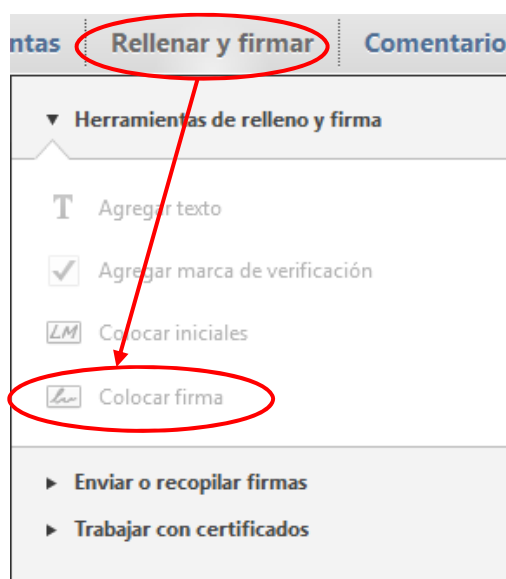 ntas Rellenar y firmar Comentario
Herramientas de relleno y firma
T Agregar texto
Agregar marca de verificación
LM Colocar iniciales
Colocar firma
Enviar o recopilar firmas
Trabajar con certificados